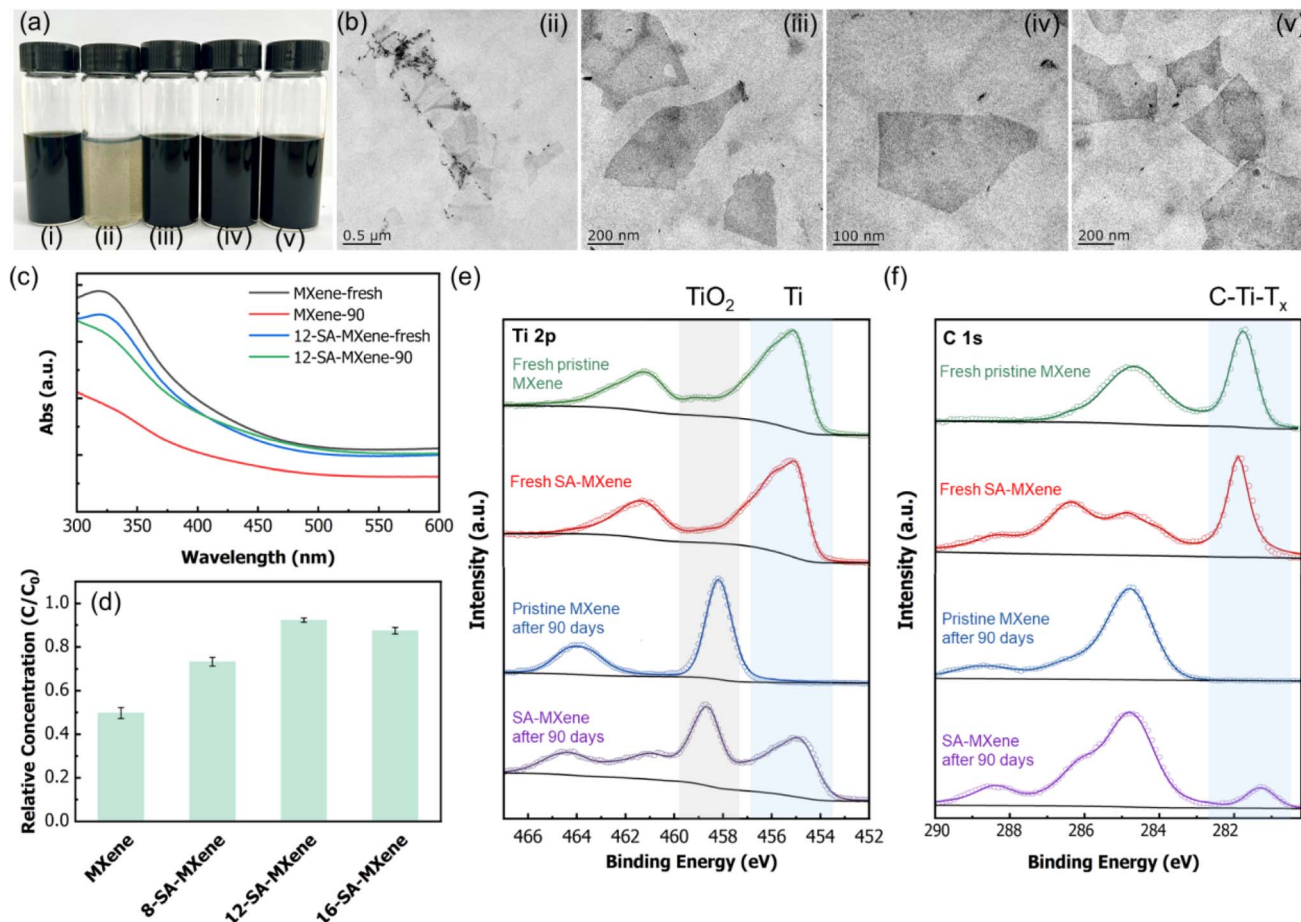 (a)
(i)
(ii)
(iii)
(iv)
(v)
(b)
(ii)
0.5 µm
(iii)
200 nm
(iv)
100 nm
(v)
200 nm
(c)
MXene-fresh
MXene-90
12-SA-MXene-fresh
12-SA-MXene-90
Abs (a.u.)
300 350 400 450 500 550 600
Wavelength (nm)
(d)
Relative Concentration (C/C₀)
1.0
0.8
0.6
0.4
0.2
0.0
MXene
8-SA-MXene
12-SA-MXene
16-SA-MXene
(e)
TiO₂
Ti
Ti 2p
Fresh pristine
MXene
Fresh SA-MXene
Pristine MXene
after 90 days
SA-MXene
after 90 days
Intensity (a.u.)
466 464 462 460 458 456 454 452
Binding Energy (eV)
(f)
C-Ti-Tₓ
C 1s
Fresh pristine MXene
Fresh SA-MXene
Pristine MXene
after 90 days
SA-MXene
after 90 days
Intensity (a.u.)
290 288 286 284 282
Binding Energy (eV)